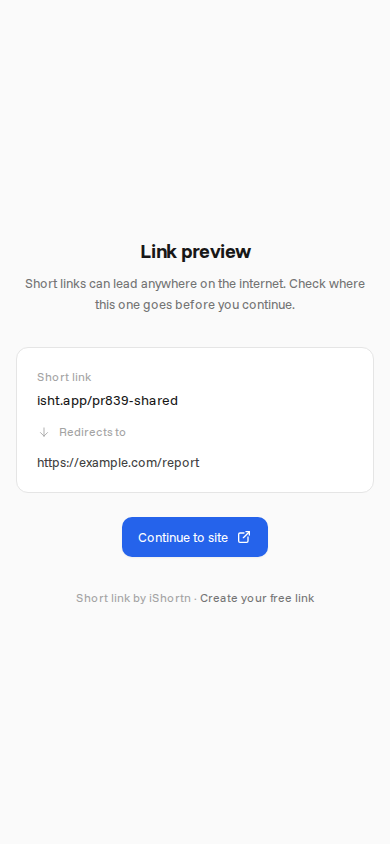 Link preview
Short links can lead anywhere on the internet. Check where
this one goes before you continue.
Short link
isht.app/pr839-shared
Redirects to
https://example.com/report
Continue to site
Short link by iShortn · Create your free link